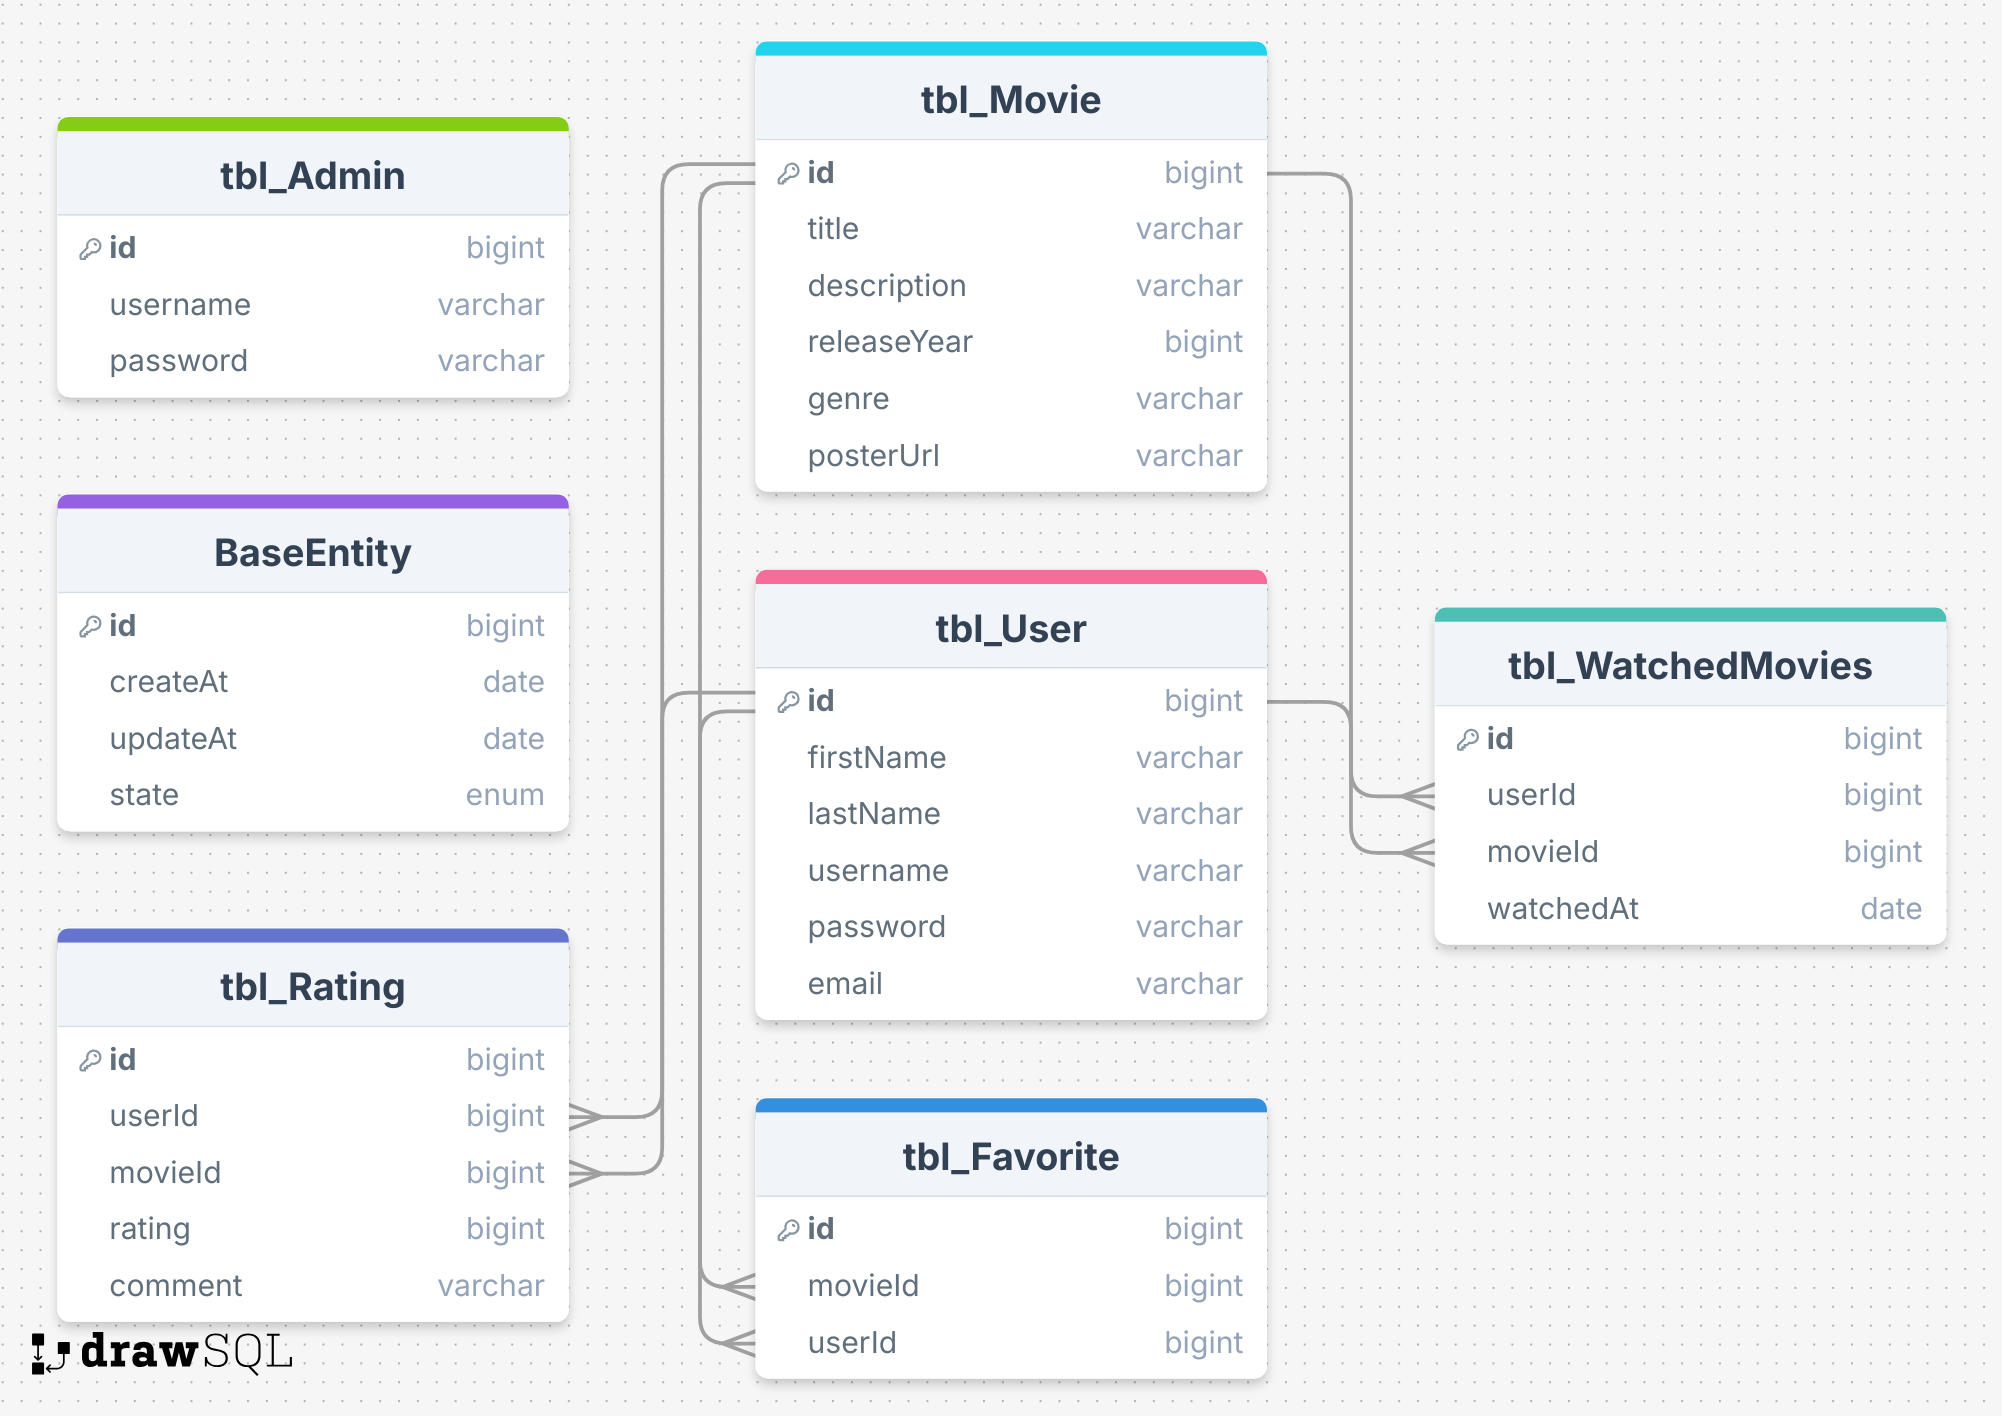 tbl_Admin
id bigint
username varchar
password varchar
BaseEntity
id bigint
createAt date
updateAt date
state enum
tbl_Rating
id bigint
userId bigint
movieId bigint
rating bigint
comment varchar
tbl_Movie
id bigint
title varchar
description varchar
releaseYear bigint
genre varchar
posterUrl varchar
tbl_User
id bigint
firstName varchar
lastName varchar
username varchar
password varchar
email varchar
tbl_Favorite
id bigint
movieId bigint
userId bigint
tbl_WatchedMovies
id bigint
userId bigint
movieId bigint
watchedAt date
drawSQL